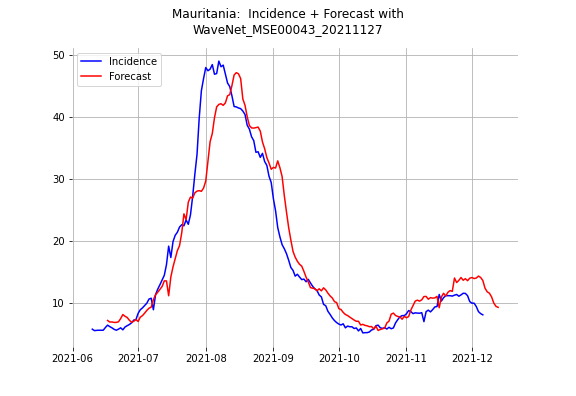 Mauritania:  Incidence + Forecast with
WaveNet_MSE00043_20211127
Incidence
Forecast
50
40
30
20
10
2021-06 2021-07 2021-08 2021-09 2021-10 2021-11 2021-12